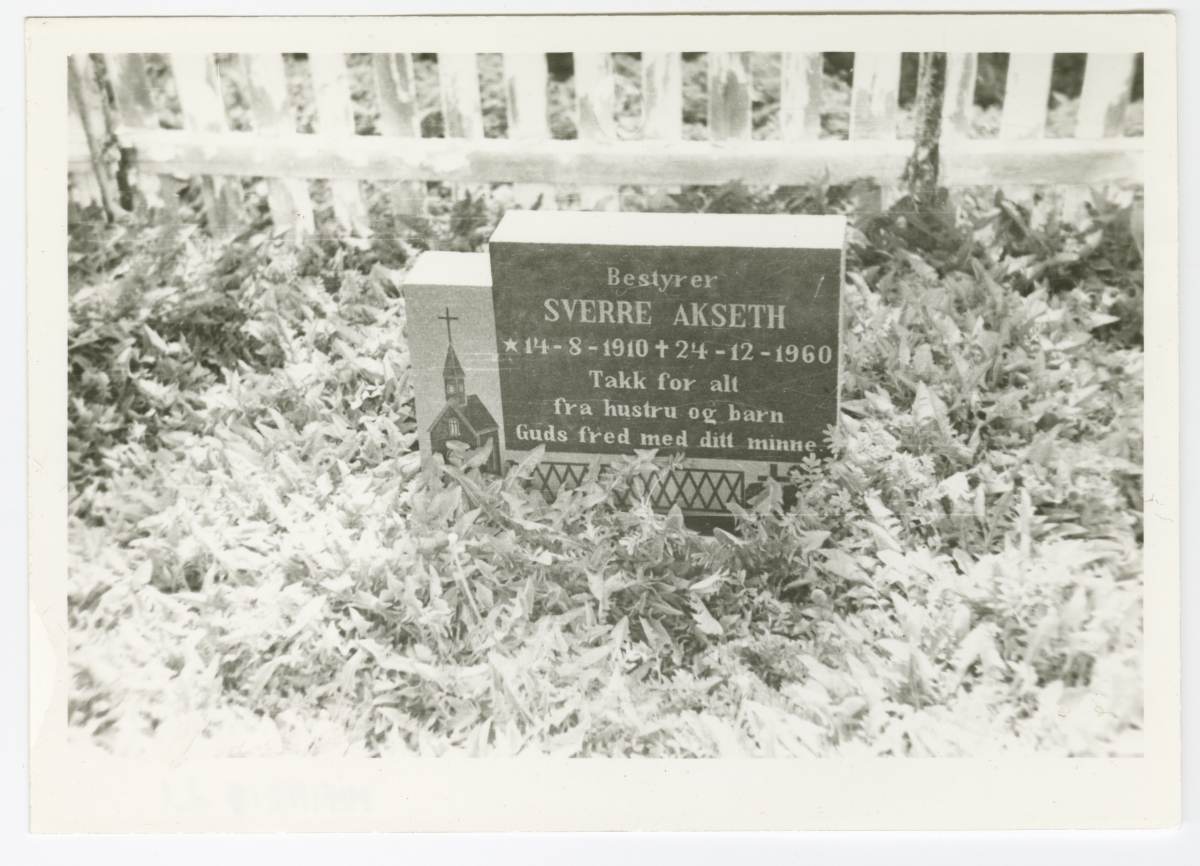 Bestyrer
SVERRE AKSETH
★ 14-8-1910 ✝ 24-12-1960
Takk for alt
fra hustru og barn
Guds fred med ditt minne